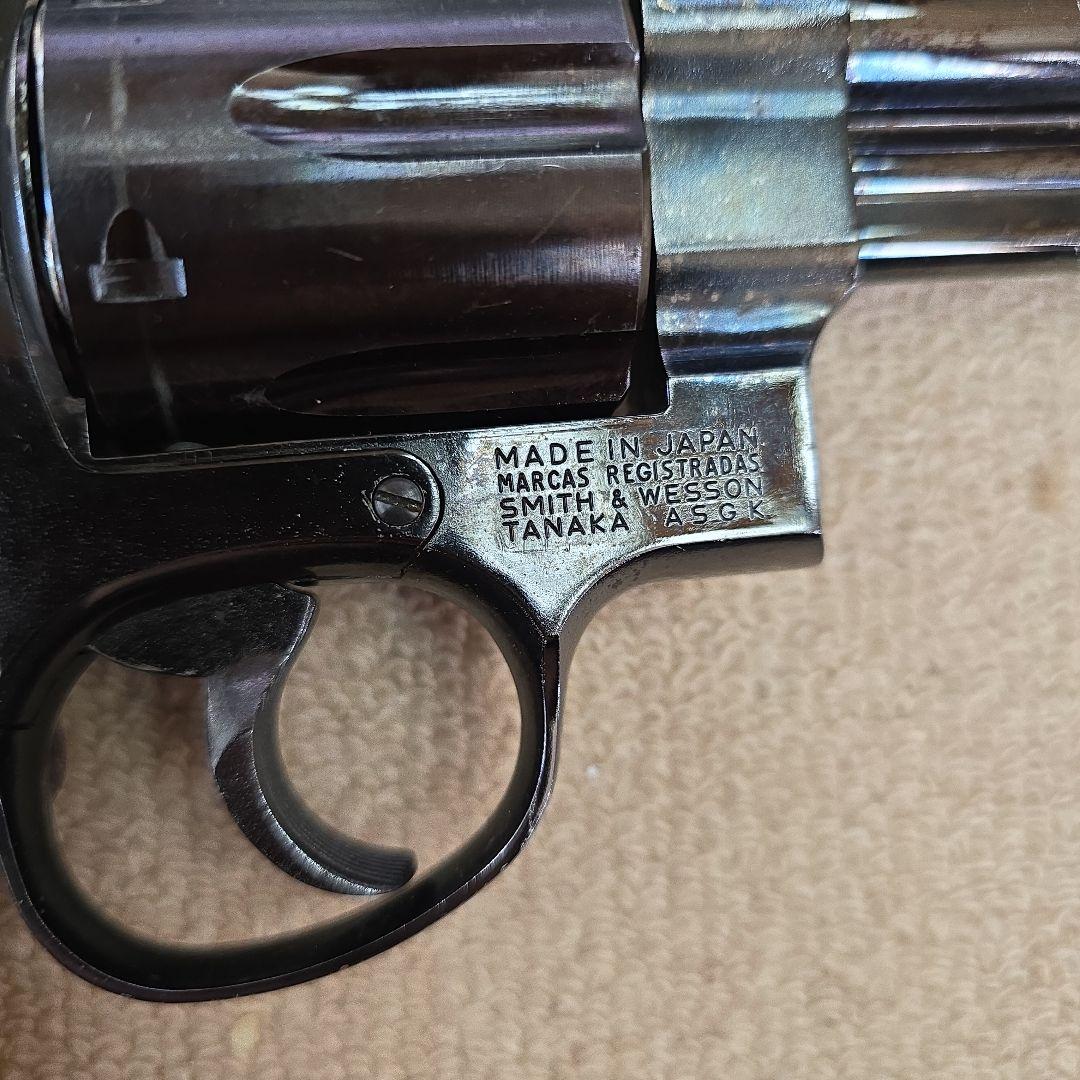 MADE IN JAPAN
MARCAS REGISTRADAS
SMITH & WESSON
TANAKA ASGK